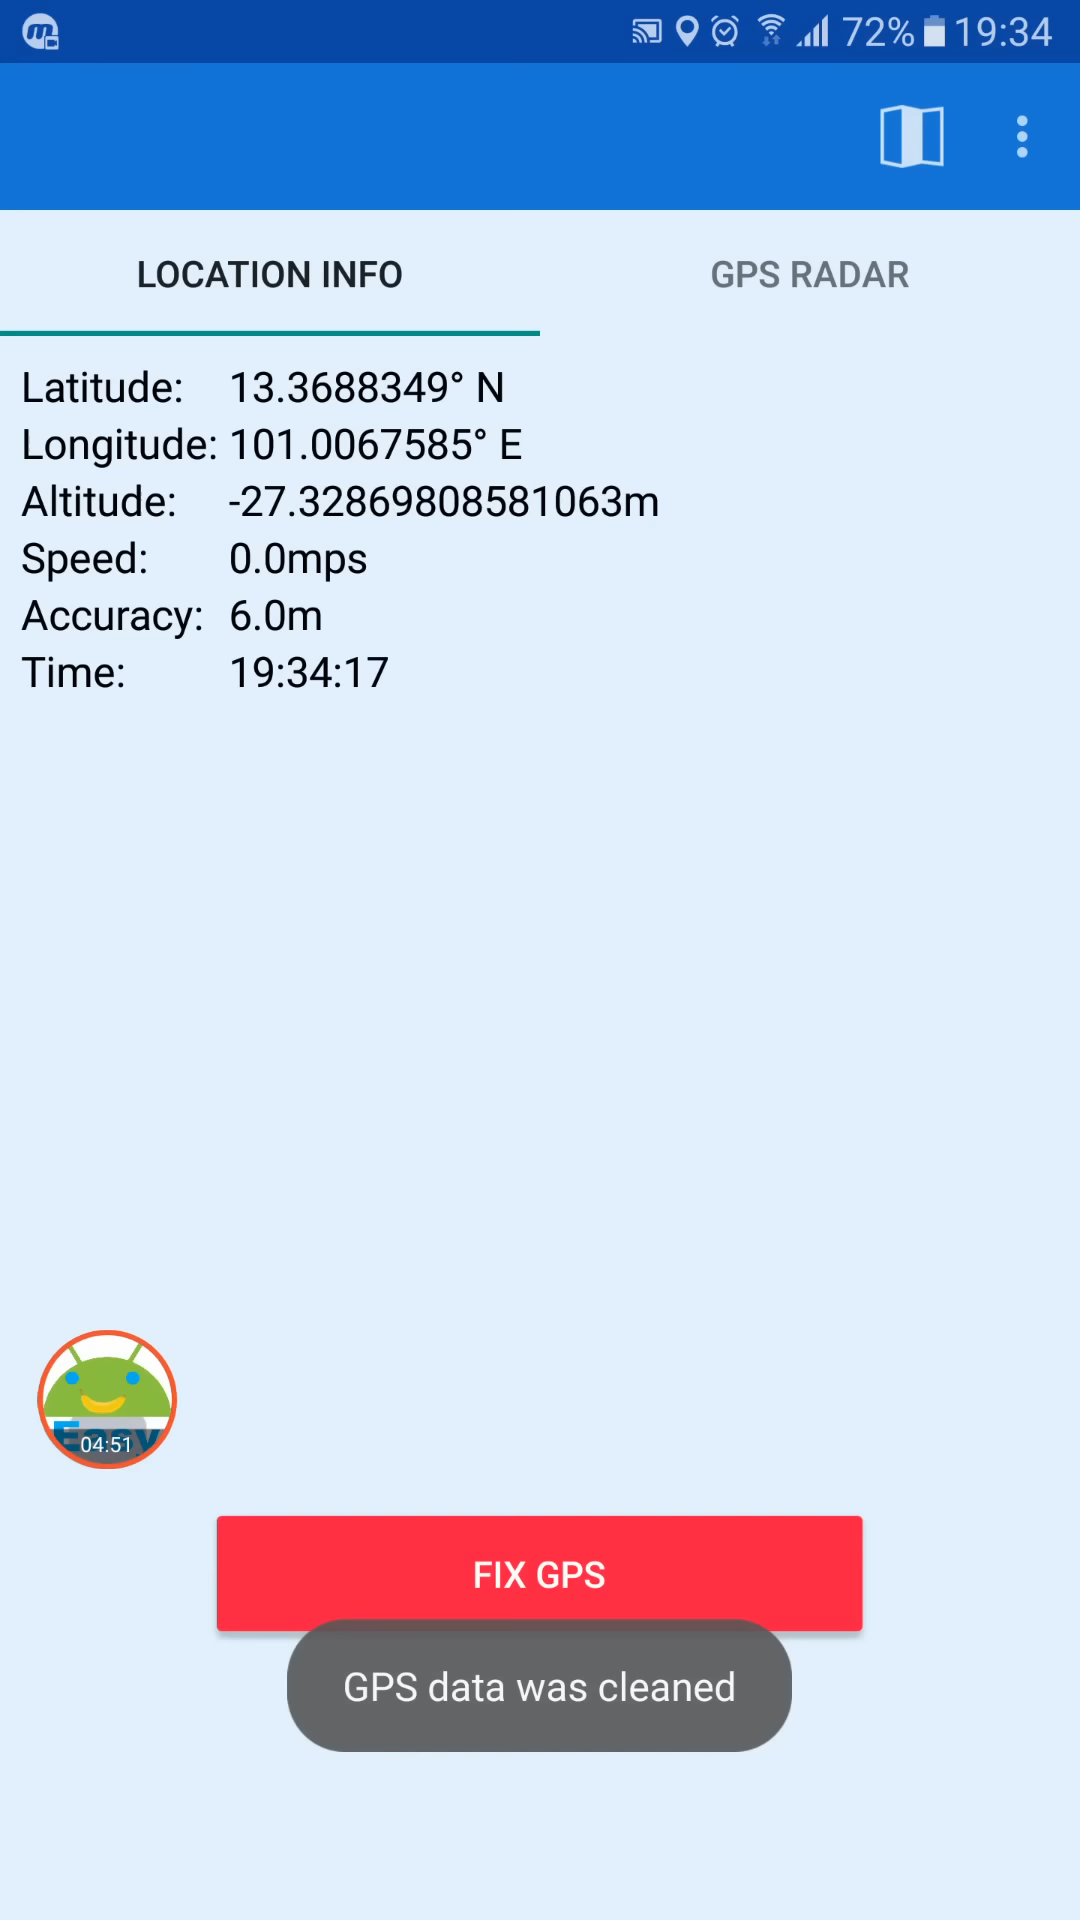 72% 19:34
LOCATION INFO GPS RADAR
Latitude: 13.3688349° N
Longitude: 101.0067585° E
Altitude: -27.32869808581063m
Speed: 0.0mps
Accuracy: 6.0m
Time: 19:34:17
Easy
04:51
FIX GPS
GPS data was cleaned